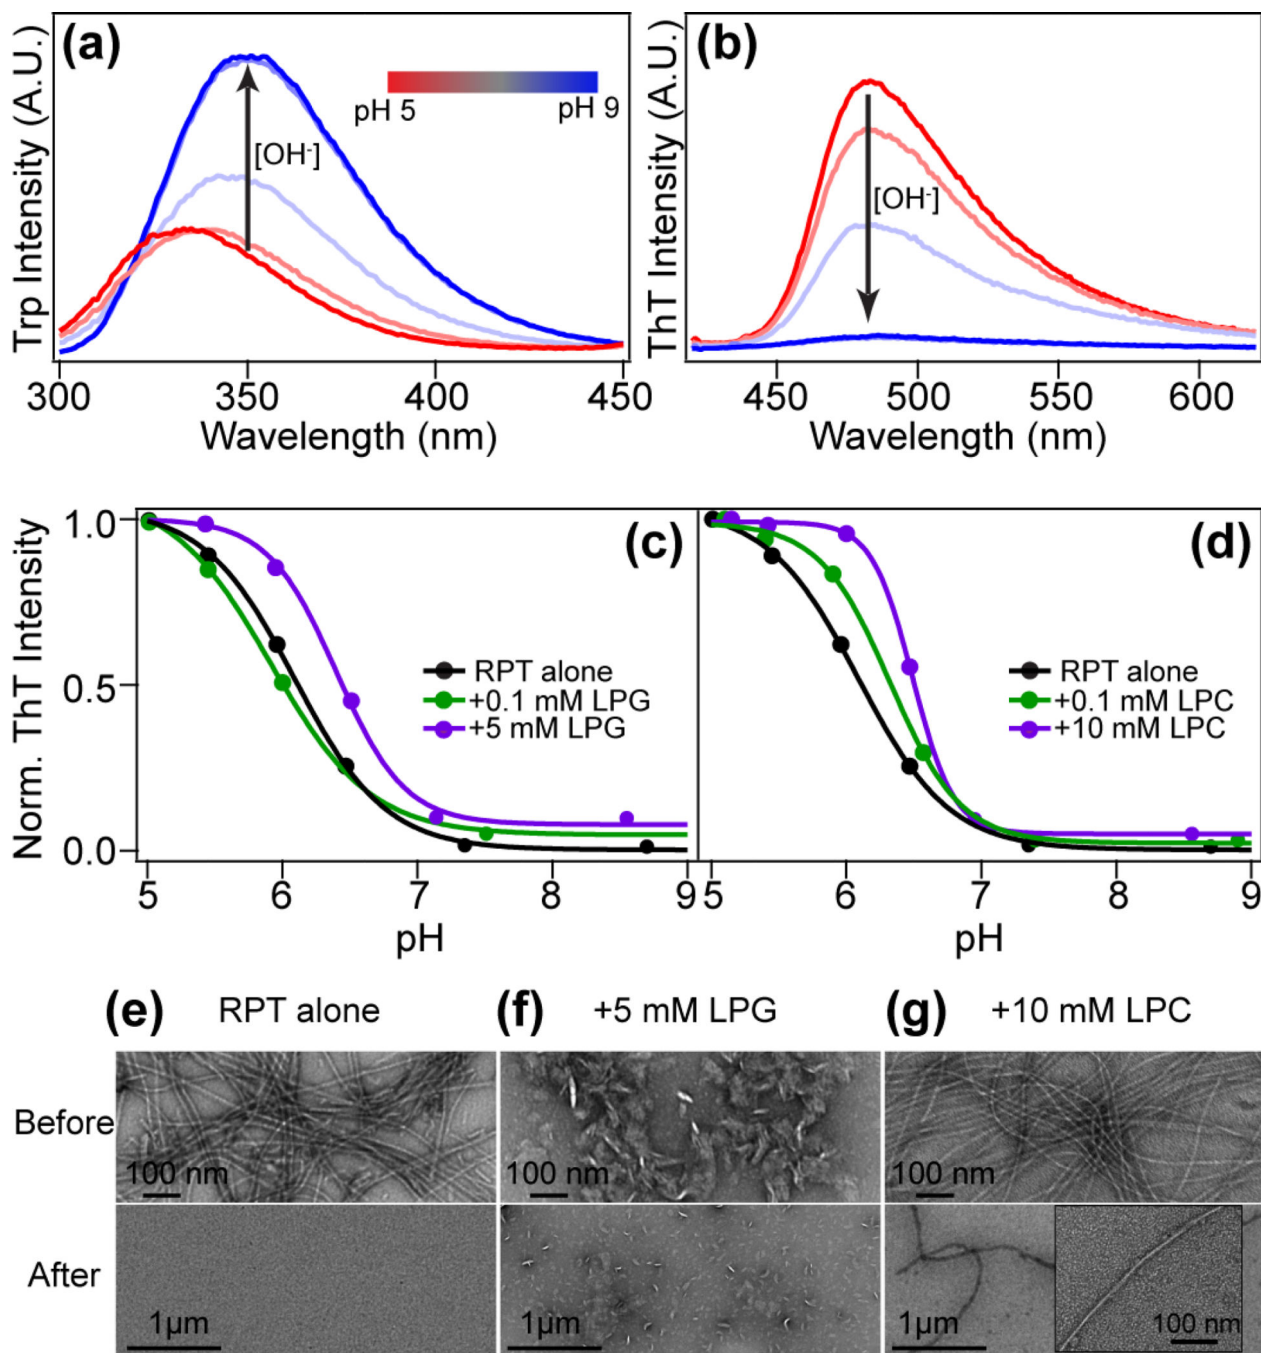 (a)
Trp Intensity (A.U.)
pH 5
pH 9
[OH-]
300
350
400
450
Wavelength (nm)
(b)
ThT Intensity (A.U.)
[OH-]
450
500
550
600
Wavelength (nm)
(c)
Norm. ThT Intensity
1.0
0.5
0.0
RPT alone
+0.1 mM LPG
+5 mM LPG
5
6
7
8
9
pH
(d)
RPT alone
+0.1 mM LPC
+10 mM LPC
5
6
7
8
9
pH
(e) RPT alone
(f) +5 mM LPG
(g) +10 mM LPC
Before
100 nm
100 nm
100 nm
After
1µm
1µm
1µm
100 nm